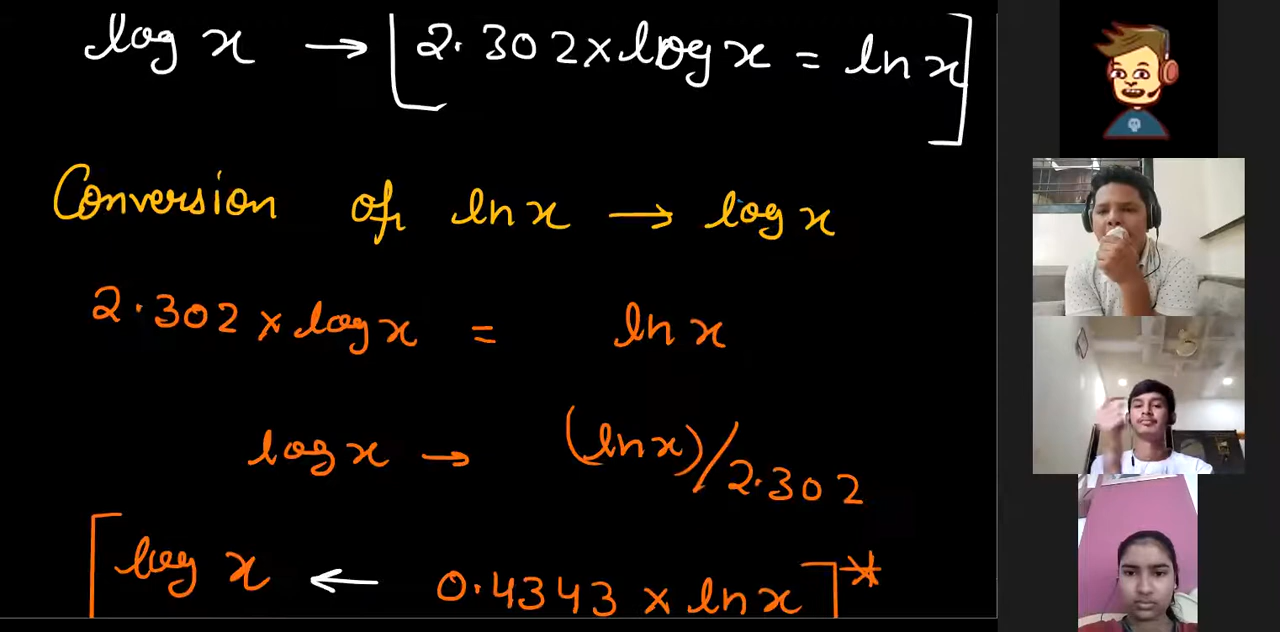 log x → [2.302×log x = ln x]
Conversion of ln x → log x
2.302 × log x = ln x
log x → (ln x)/2.302
[log x ← 0.4343 × ln x]*